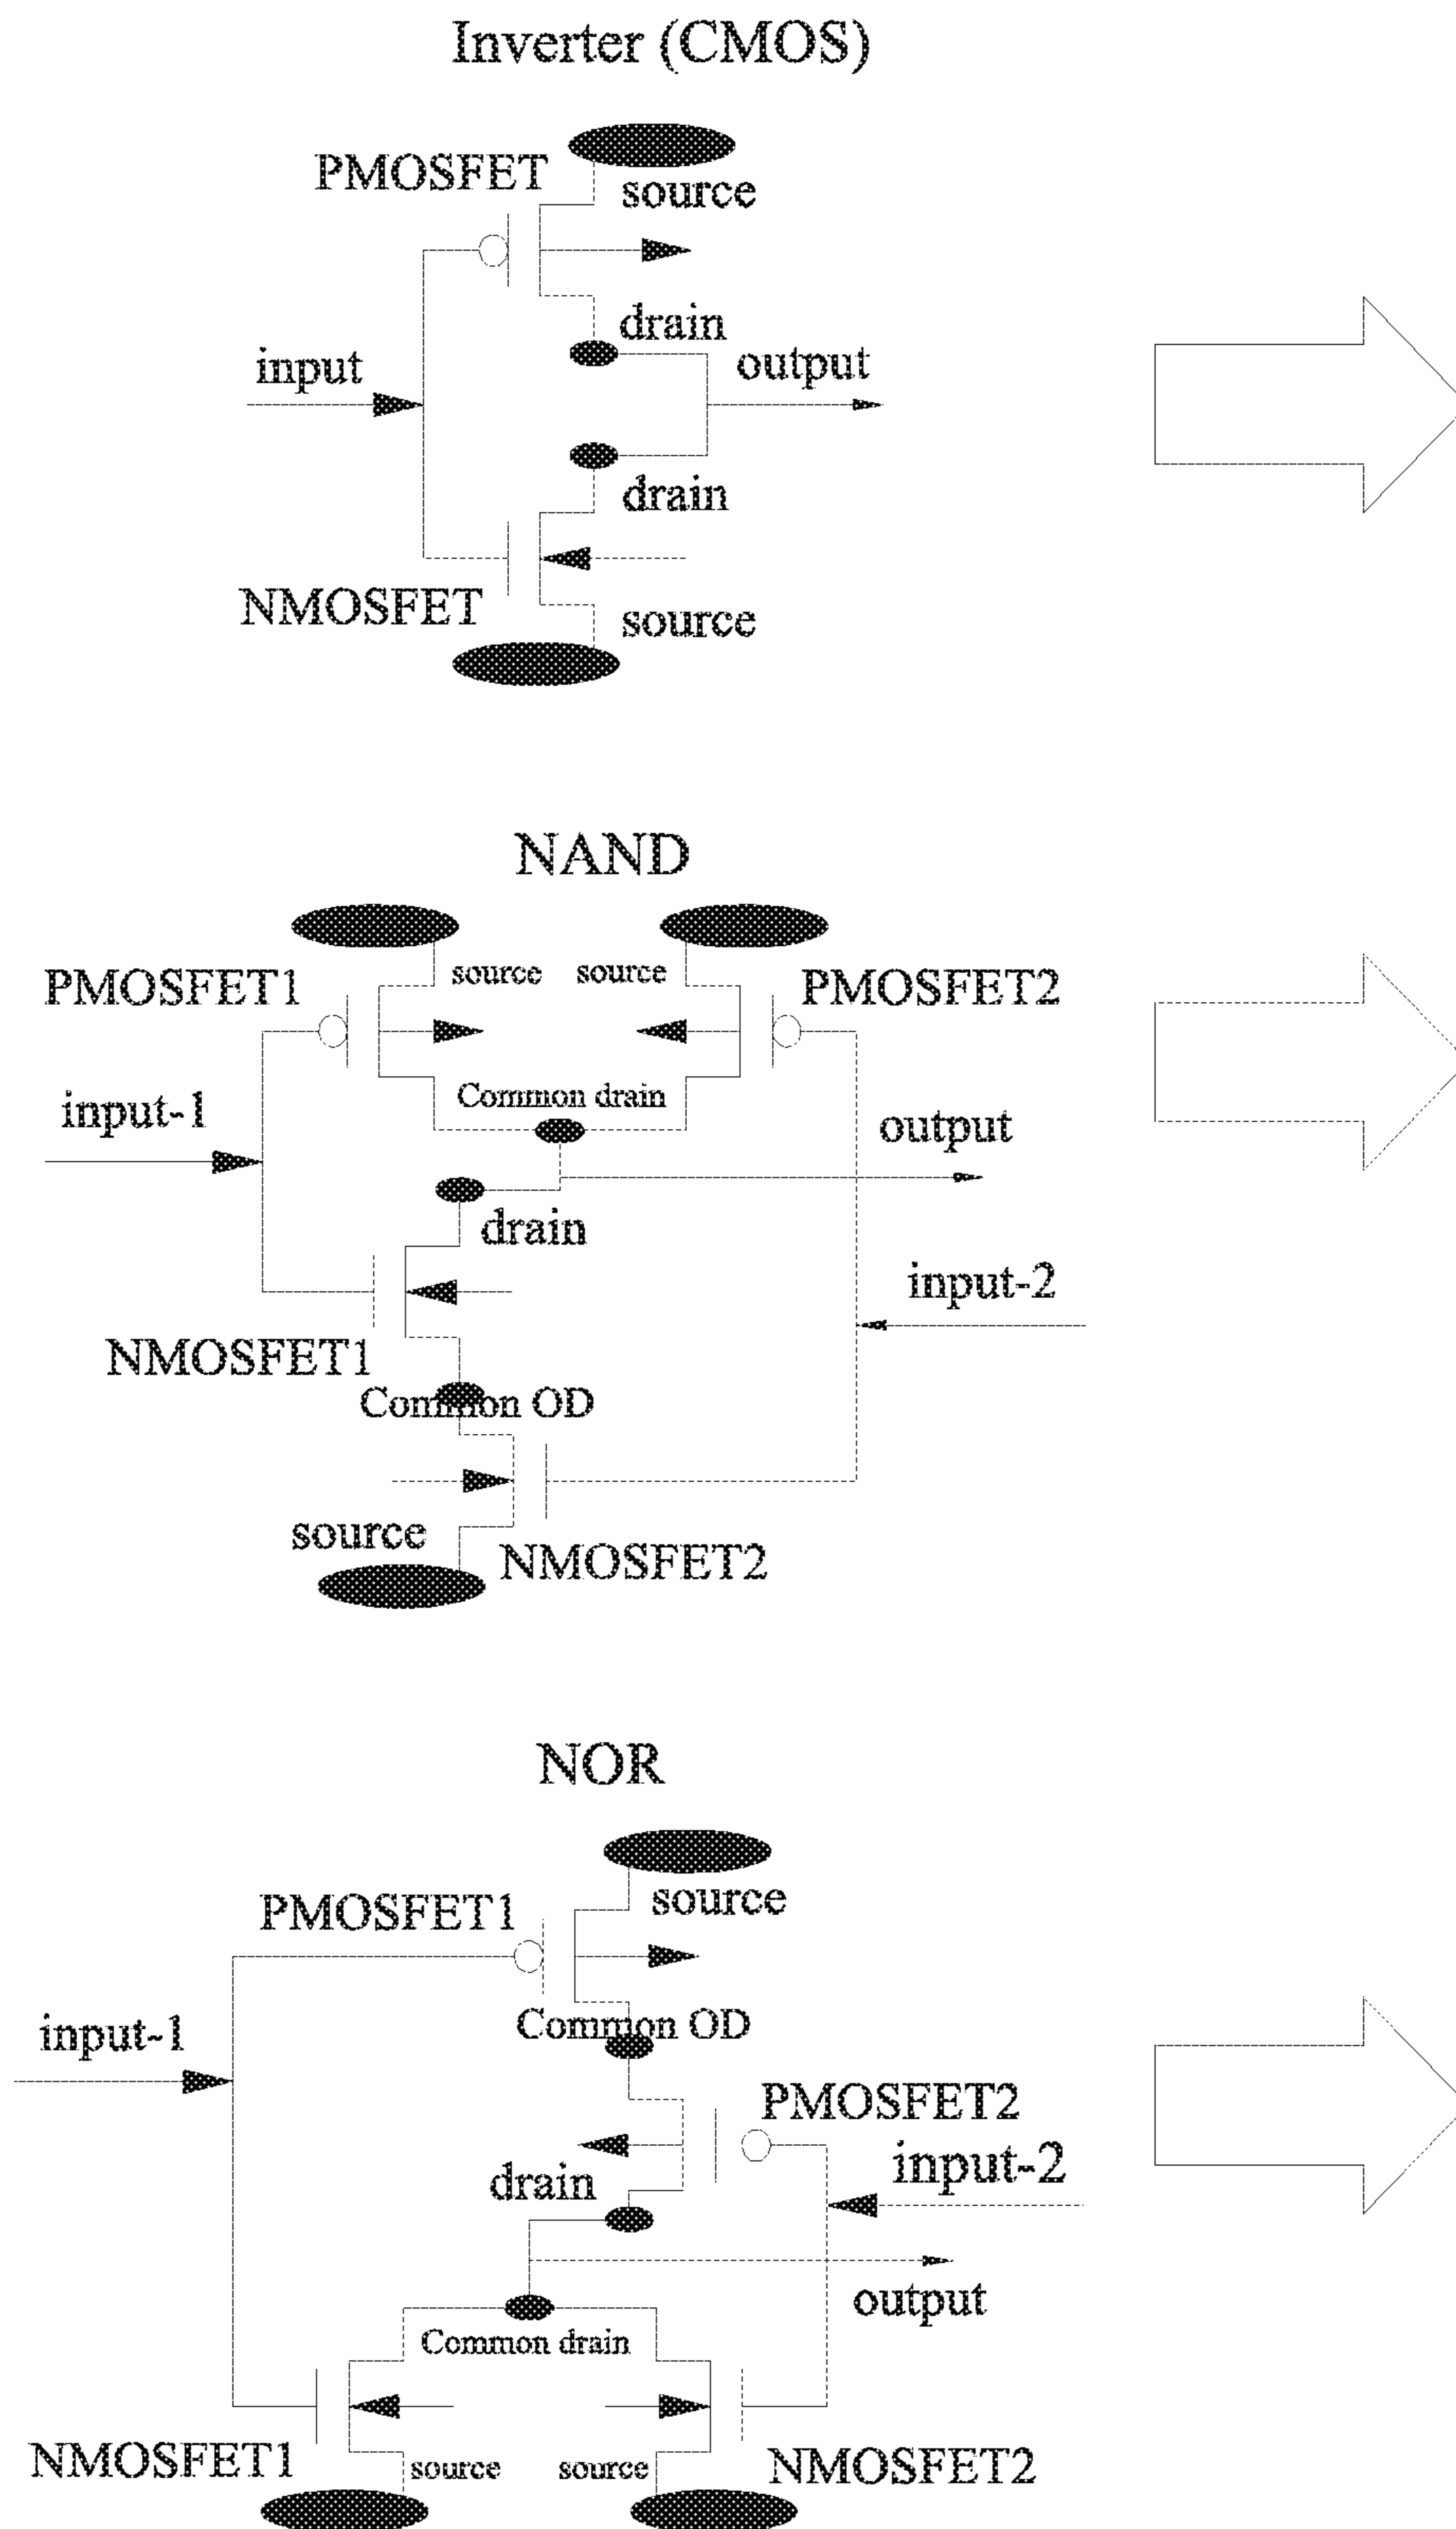 Inverter (CMOS)
PMOSFET
source
drain
input
output
drain
NMOSFET
source
NAND
source
source
PMOSFET1
PMOSFET2
Common drain
input-1
output
drain
input-2
NMOSFET1
Common OD
source
NMOSFET2
NOR
PMOSFET1
source
Common OD
input-1
PMOSFET2
input-2
drain
output
Common drain
NMOSFET1
source
source
NMOSFET2